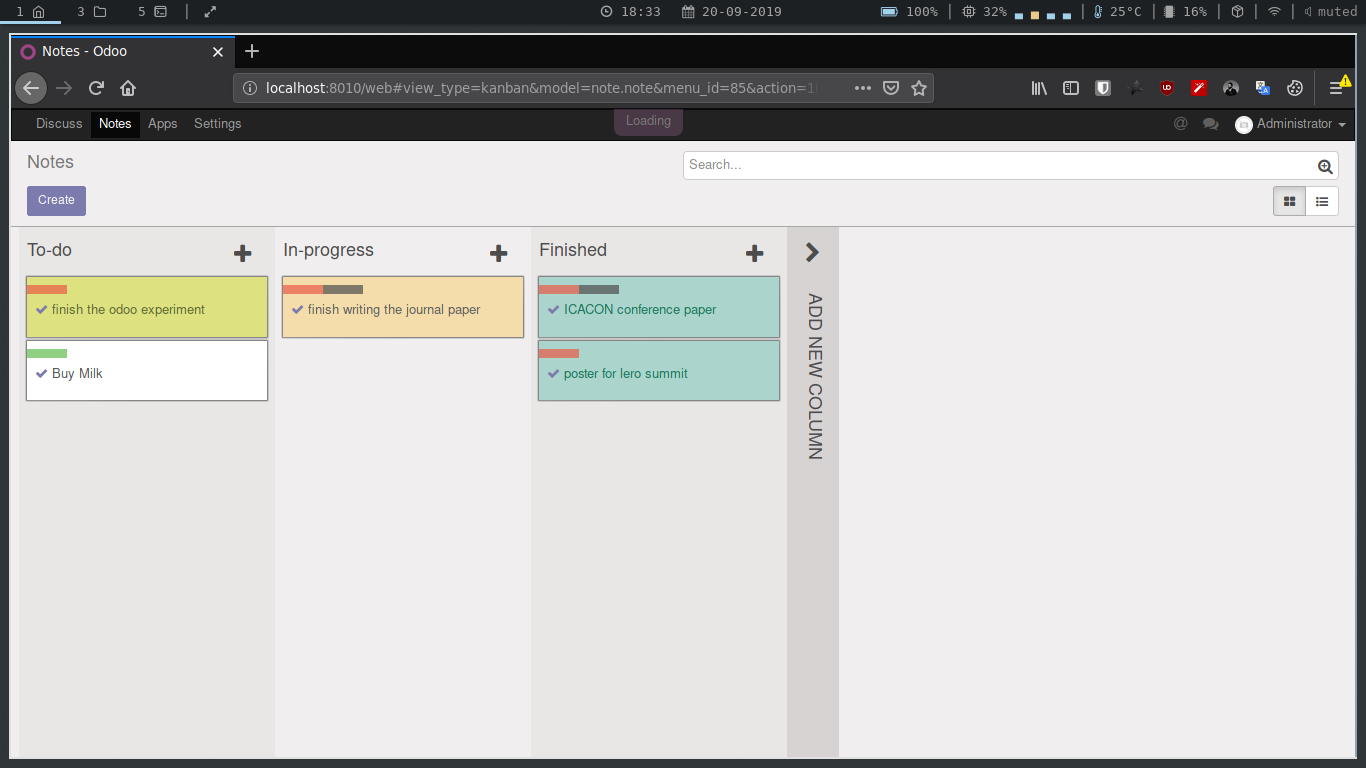 1 3 5 18:33 20-09-2019 100% 32% 25°C 16% muted
Notes - Odoo
localhost:8010/web#view_type=kanban&model=note.note&menu_id=85&action=1
Discuss Notes Apps Settings Loading @ Administrator
Notes Search...
Create
To-do In-progress Finished
finish the odoo experiment finish writing the journal paper ICACON conference paper
Buy Milk poster for lero summit
ADD NEW COLUMN